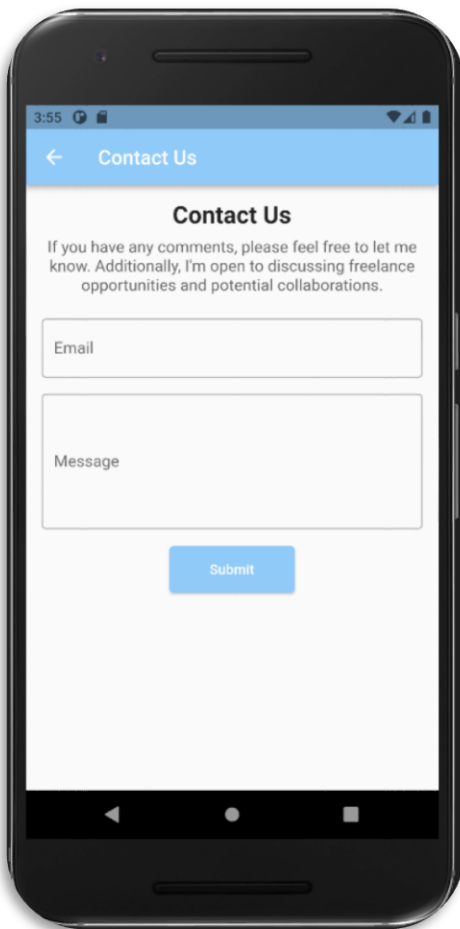 3:55
Contact Us
Contact Us
If you have any comments, please feel free to let me
know. Additionally, I'm open to discussing freelance
opportunities and potential collaborations.
Email
Message
Submit